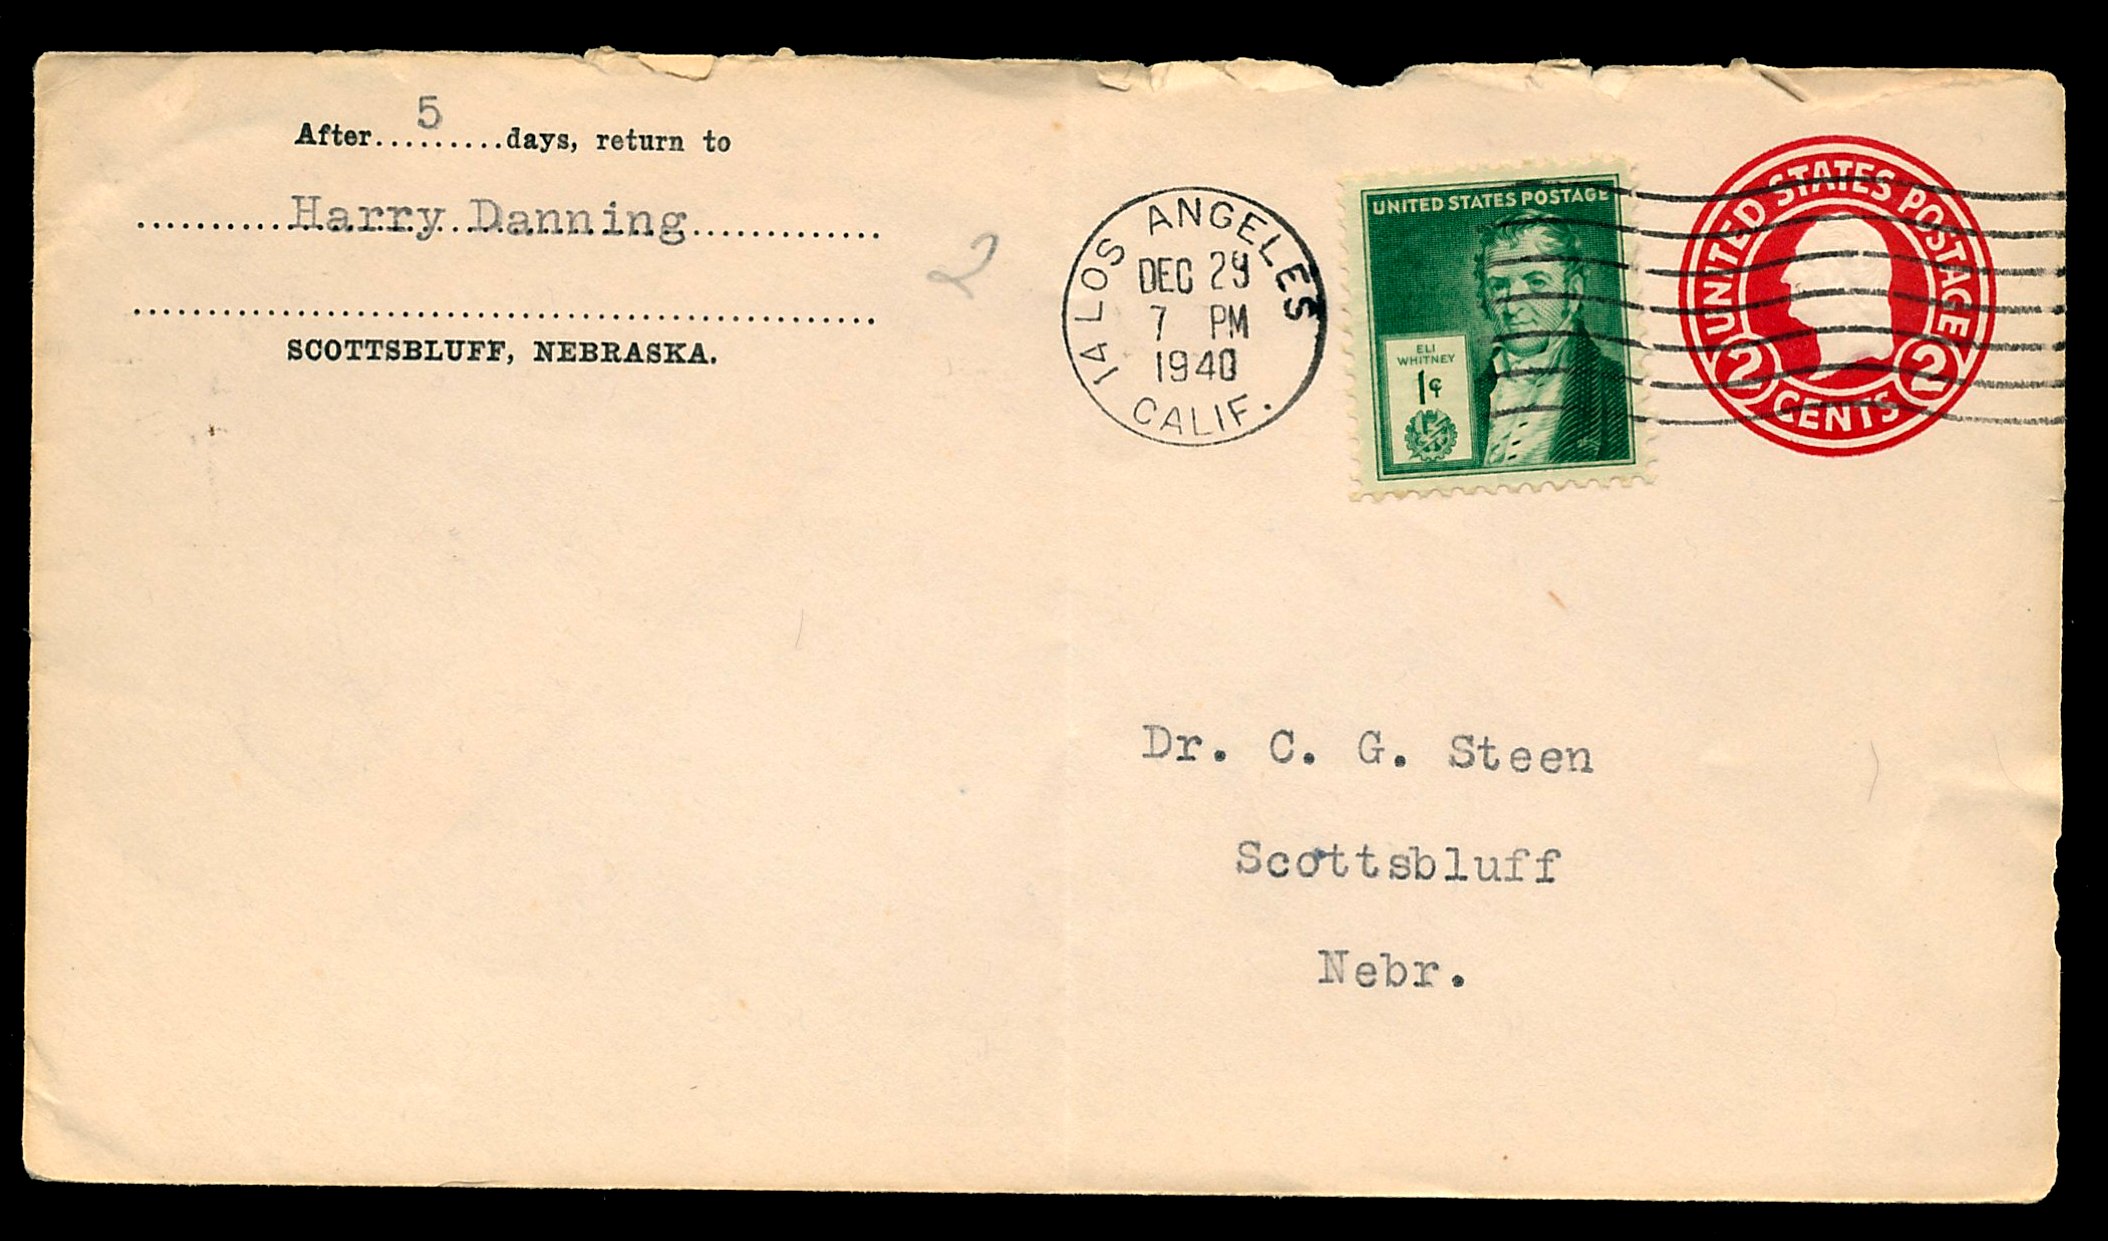 After.........days, return to
5
Harry Danning
SCOTTSBLUFF, NEBRASKA.
2
LOS ANGELES
1A
CALIF.
DEC 29
7 PM
1940
UNITED STATES POSTAGE
ELI
WHITNEY
1¢
UNITED STATES POSTAGE
2 CENTS 2
Dr. C. G. Steen
Scottsbluff
Nebr.